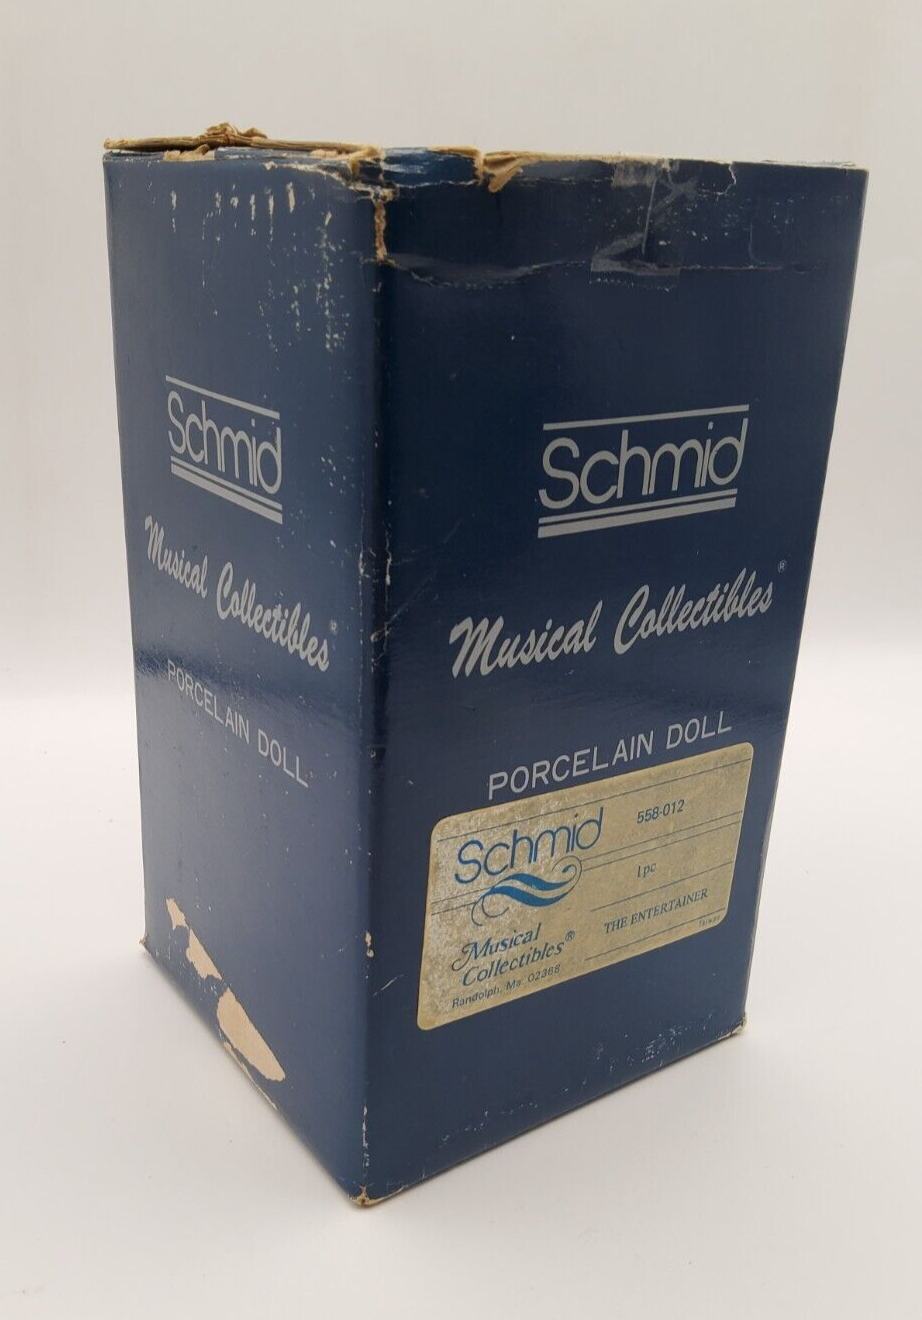 Schmid
Musical Collectibles®
PORCELAIN DOLL
Schmid
Musical Collectibles®
PORCELAIN DOLL
Schmid
558-012
1pc
THE ENTERTAINER
Taiwan
Musical
Collectibles®
Randolph, Ma. 02368